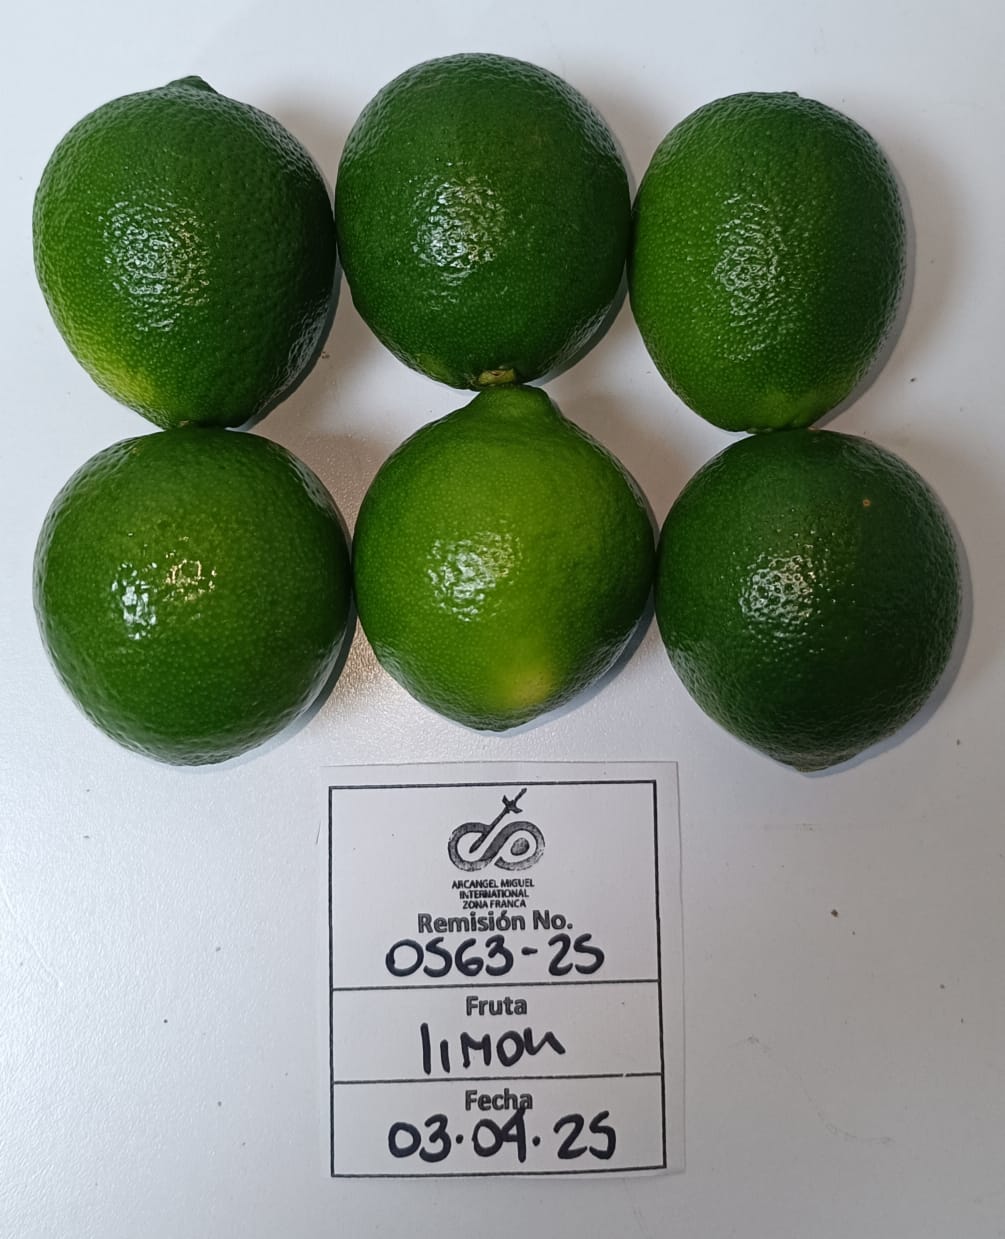 ARCANGEL MIGUEL
INTERNATIONAL
ZONA FRANCA
Remisión No.
0563-25
Fruta
limon
Fecha
03.04.25